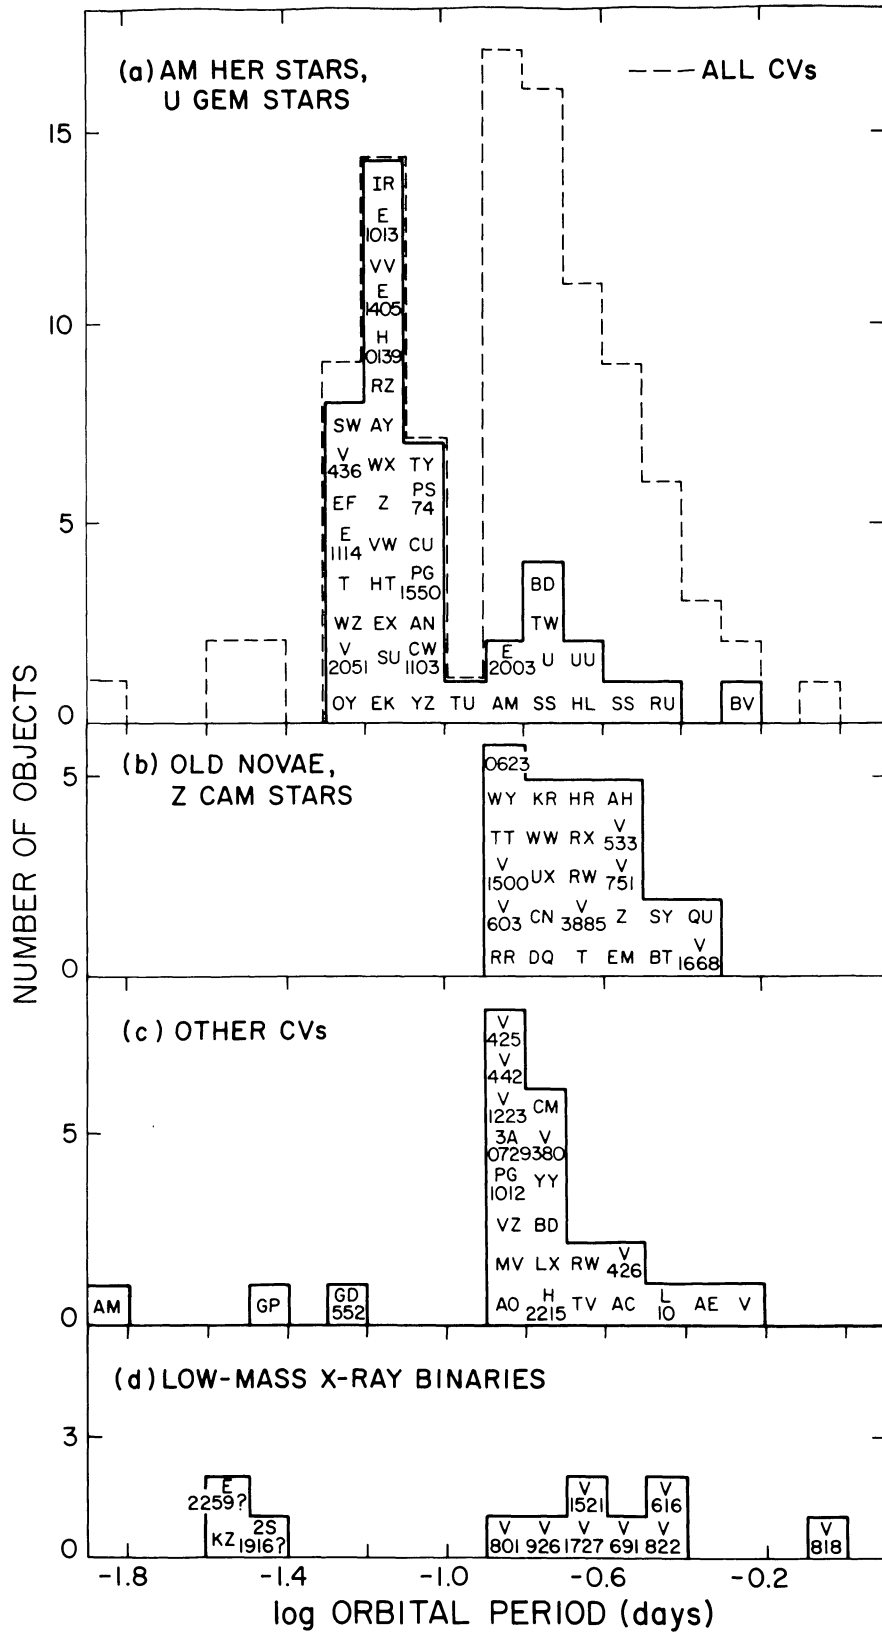 (a) AM HER STARS,
U GEM STARS
ALL CVs
15
10
5
0
IR
E
1013
VV
E
1405
H
0139
RZ
SW AY
V
436 WX TY
EF Z PS
74
E
1114 VW CU
T HT PG
1550
WZ EX AN
V
2051 SU CW
1103
OY EK YZ TU
BD
TW
E
2003 U UU
AM SS HL SS RU BV
NUMBER OF OBJECTS
(b) OLD NOVAE,
Z CAM STARS
5
0
0623
WY KR HR AH
TT WW RX V
533
V
1500 UX RW V
751
V
603 CN V
3885 Z SY QU
RR DQ T EM BT V
1668
(c) OTHER CVs
5
0
V
425
V
442
V
1223 CM
3A
0729 V
380
PG
1012 YY
VZ BD
MV LX RW V
426
AM GP GD
552
AO H
2215 TV AC L
10 AE V
(d) LOW-MASS X-RAY BINARIES
3
0
E
2259?
KZ 2S
1916?
V
1521
V
616
V
801 V
926 V
1727 V
691 V
822
V
818
-1.8 -1.4 -1.0 -0.6 -0.2
log ORBITAL PERIOD (days)